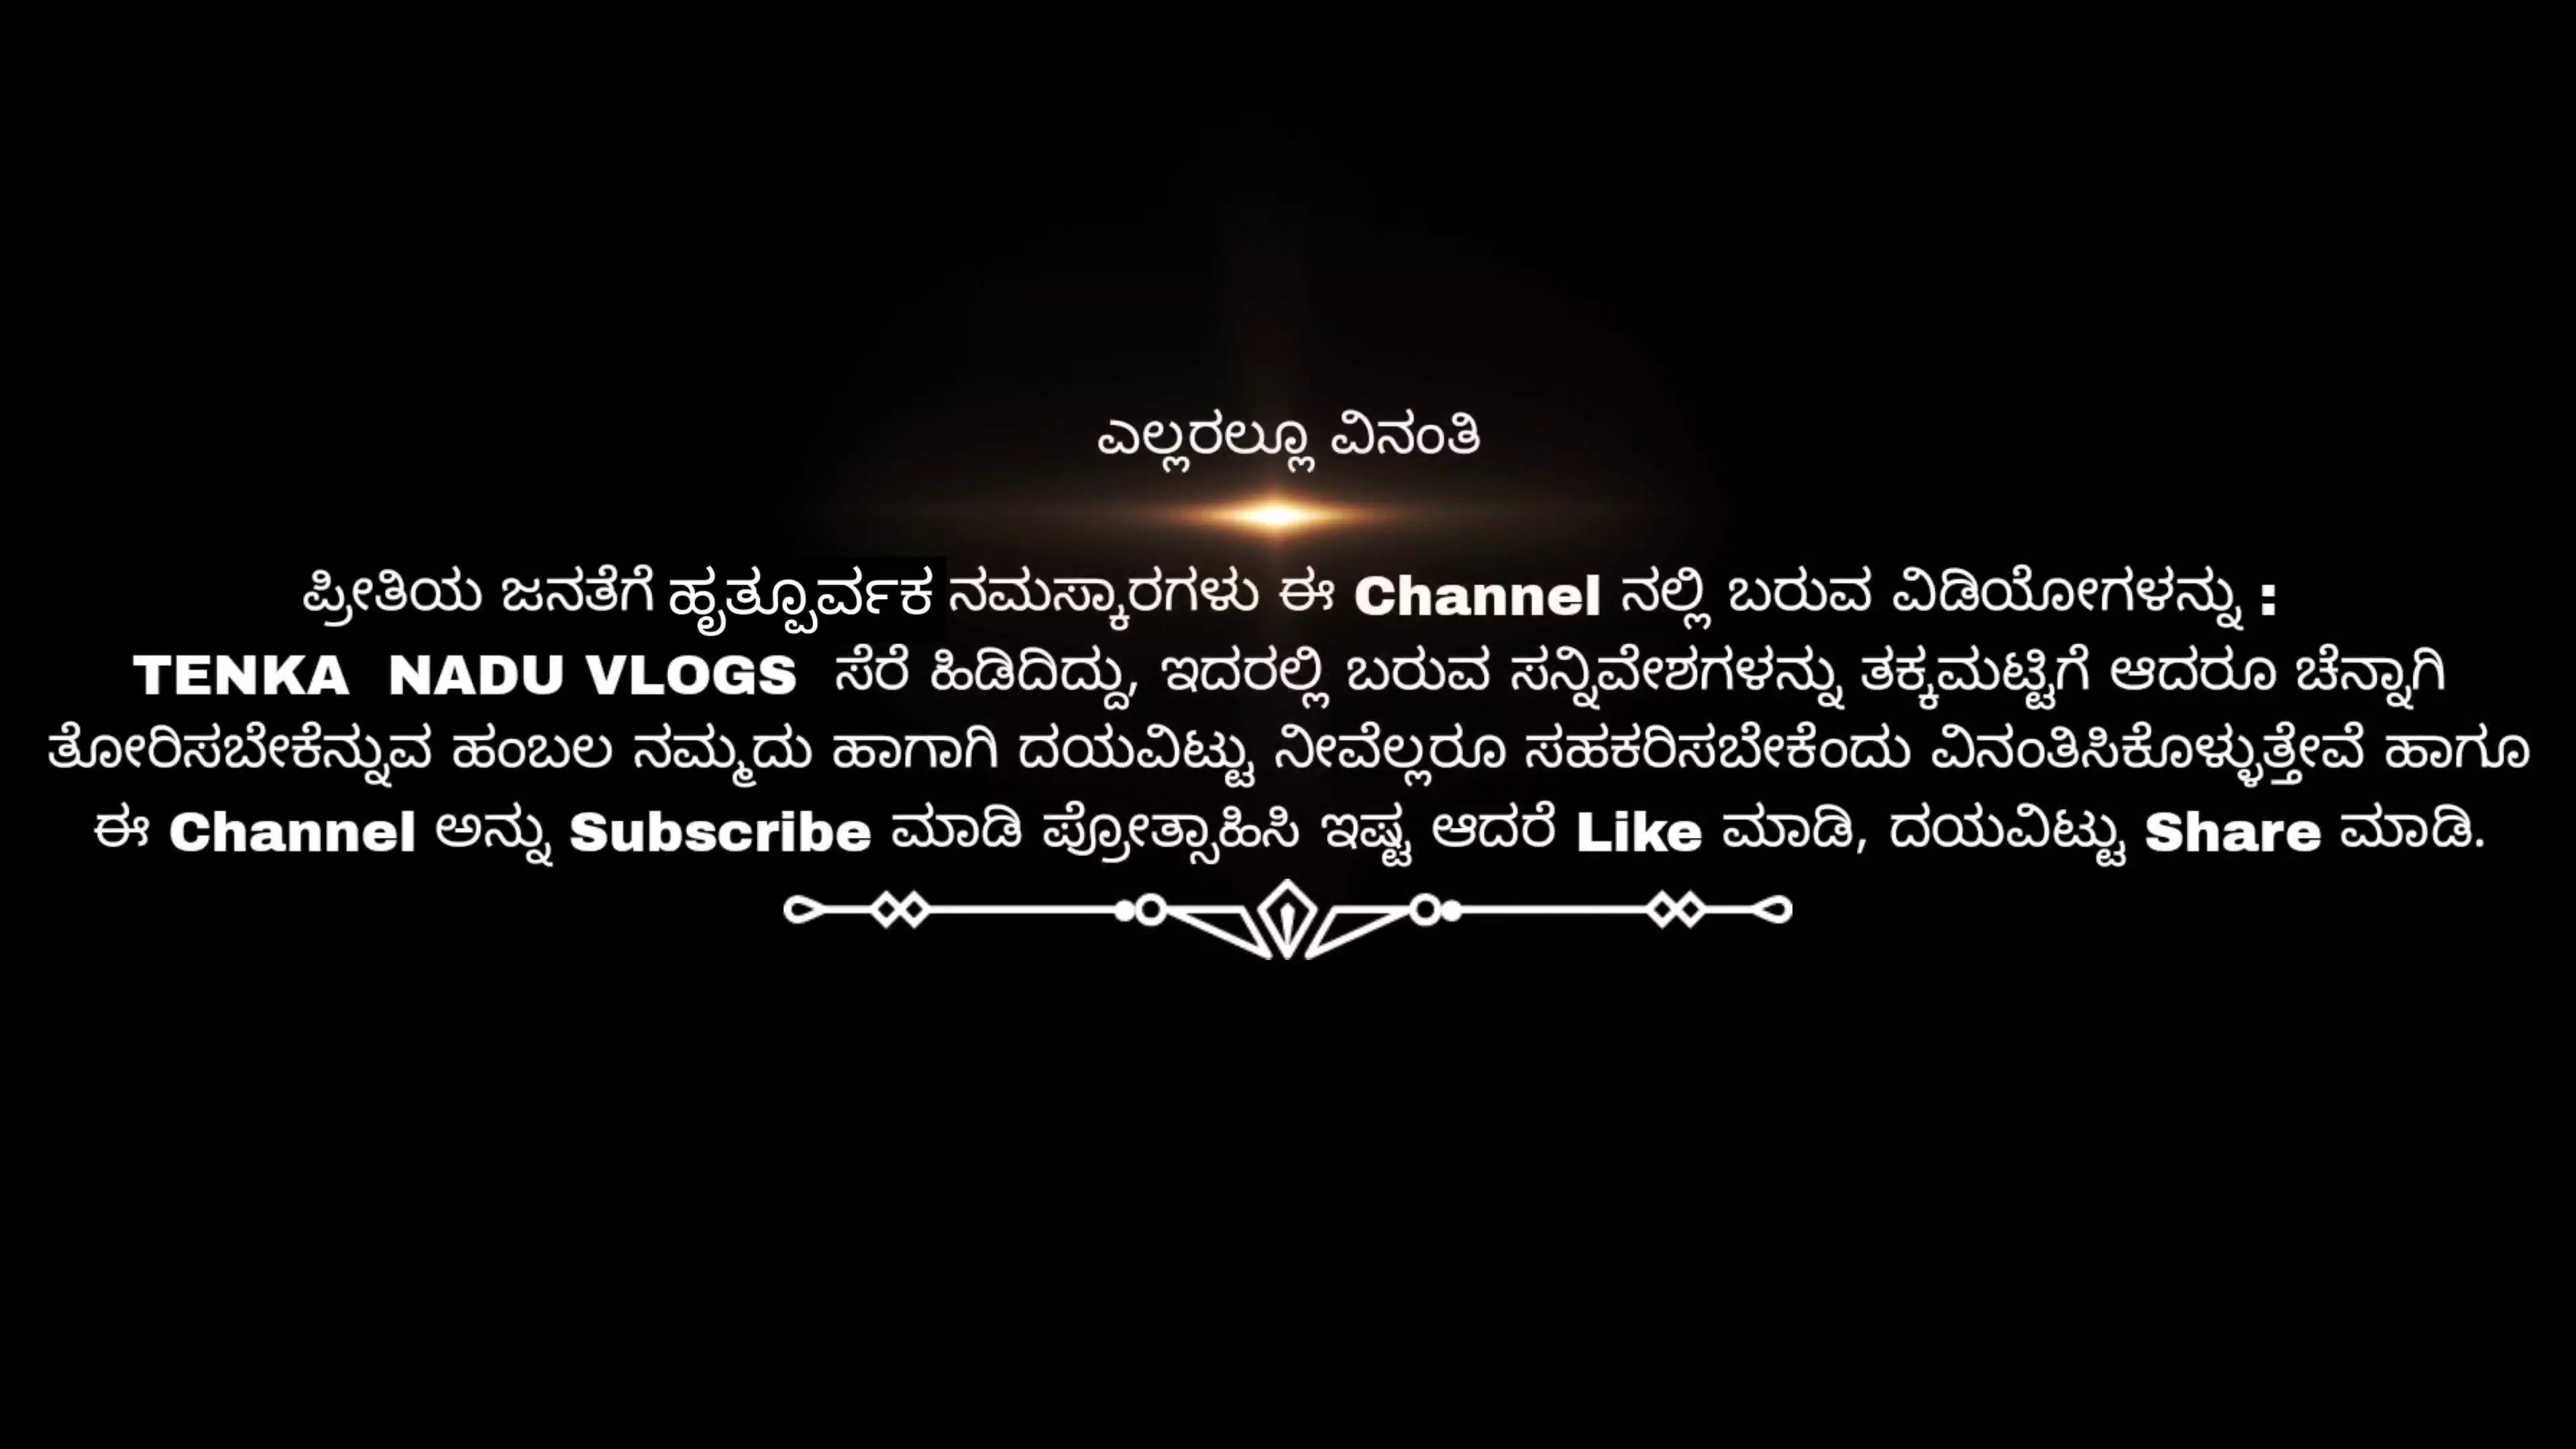 ಎಲ್ಲರಲ್ಲೂ ವಿನಂತಿ
ಪ್ರೀತಿಯ ಜನತೆಗೆ ಹೃತ್ಪೂರ್ವಕ ನಮಸ್ಕಾರಗಳು ಈ Channel ನಲ್ಲಿ ಬರುವ ವಿಡಿಯೋಗಳನ್ನು :
TENKA NADU VLOGS ಸೆರೆ ಹಿಡಿದಿದ್ದು, ಇದರಲ್ಲಿ ಬರುವ ಸನ್ನಿವೇಶಗಳನ್ನು ತಕ್ಕಮಟ್ಟಿಗೆ ಆದರೂ ಚೆನ್ನಾಗಿ
ತೋರಿಸಬೇಕೆನ್ನುವ ಹಂಬಲ ನಮ್ಮದು ಹಾಗಾಗಿ ದಯವಿಟ್ಟು ನೀವೆಲ್ಲರೂ ಸಹಕರಿಸಬೇಕೆಂದು ವಿನಂತಿಸಿಕೊಳ್ಳುತ್ತೇವೆ ಹಾಗೂ
ಈ Channel ಅನ್ನು Subscribe ಮಾಡಿ ಪ್ರೋತ್ಸಾಹಿಸಿ ಇಷ್ಟ ಆದರೆ Like ಮಾಡಿ, ದಯವಿಟ್ಟು Share ಮಾಡಿ.